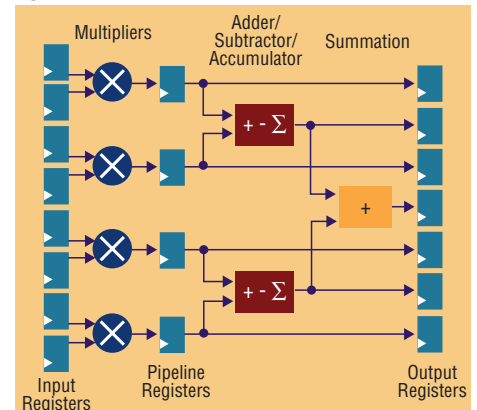 Multipliers
Adder/
Subtractor/
Accumulator
Summation
+ - Σ
+
+ - Σ
Input
Registers
Pipeline
Registers
Output
Registers